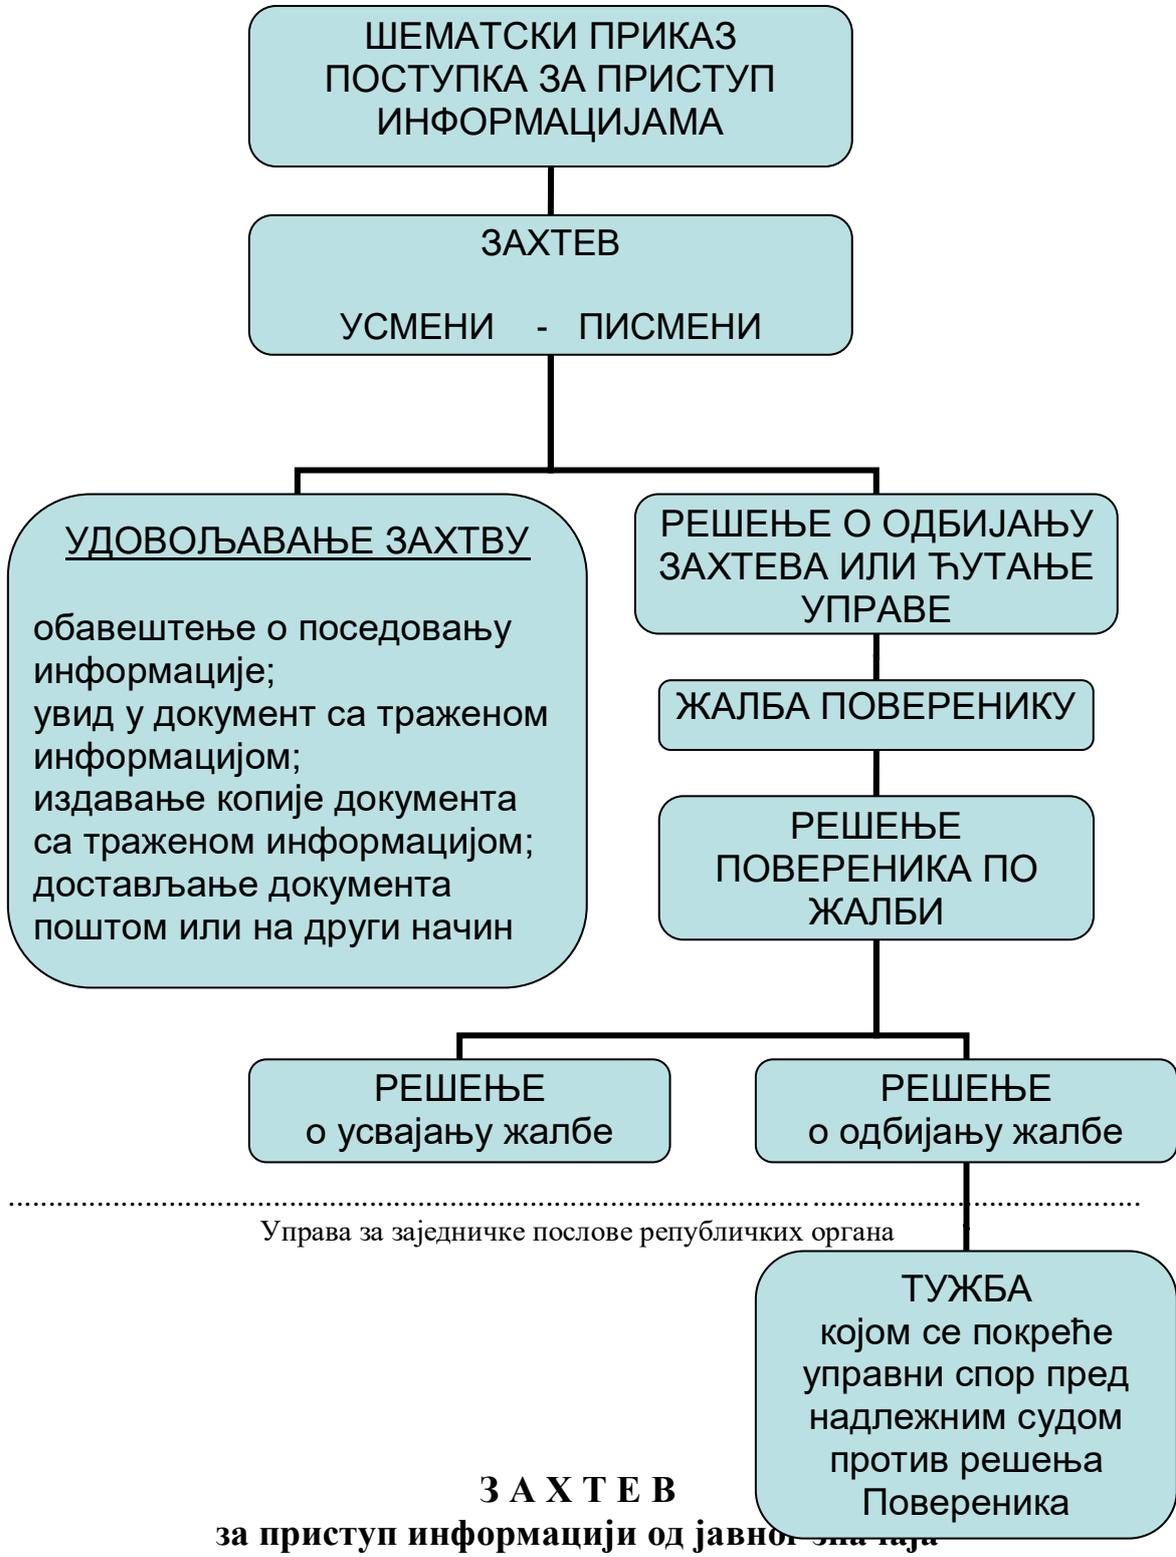 ШЕМАТСКИ ПРИКАЗ
ПОСТУПКА ЗА ПРИСТУП
ИНФОРМАЦИЈАМА
ЗАХТЕВ
УСМЕНИ - ПИСМЕНИ
УДОВОЉАВАЊЕ ЗАХТВУ
обавештење о поседовању
информације;
увид у документ са траженом
информацијом;
издавање копије документа
са траженом информацијом;
достављање документа
поштом или на други начин
РЕШЕЊЕ О ОДБИЈАЊУ
ЗАХТЕВА ИЛИ ЋУТАЊЕ
УПРАВЕ
ЖАЛБА ПОВЕРЕНИКУ
РЕШЕЊЕ
ПОВЕРЕНИКА ПО
ЖАЛБИ
РЕШЕЊЕ
о усвајању жалбе
РЕШЕЊЕ
о одбијању жалбе
Управа за заједничке послове републичких органа
ТУЖБА
којом се покреће
управни спор пред
надлежним судом
против решења
Повереника
З А Х Т Е В
за приступ информацији од јавног